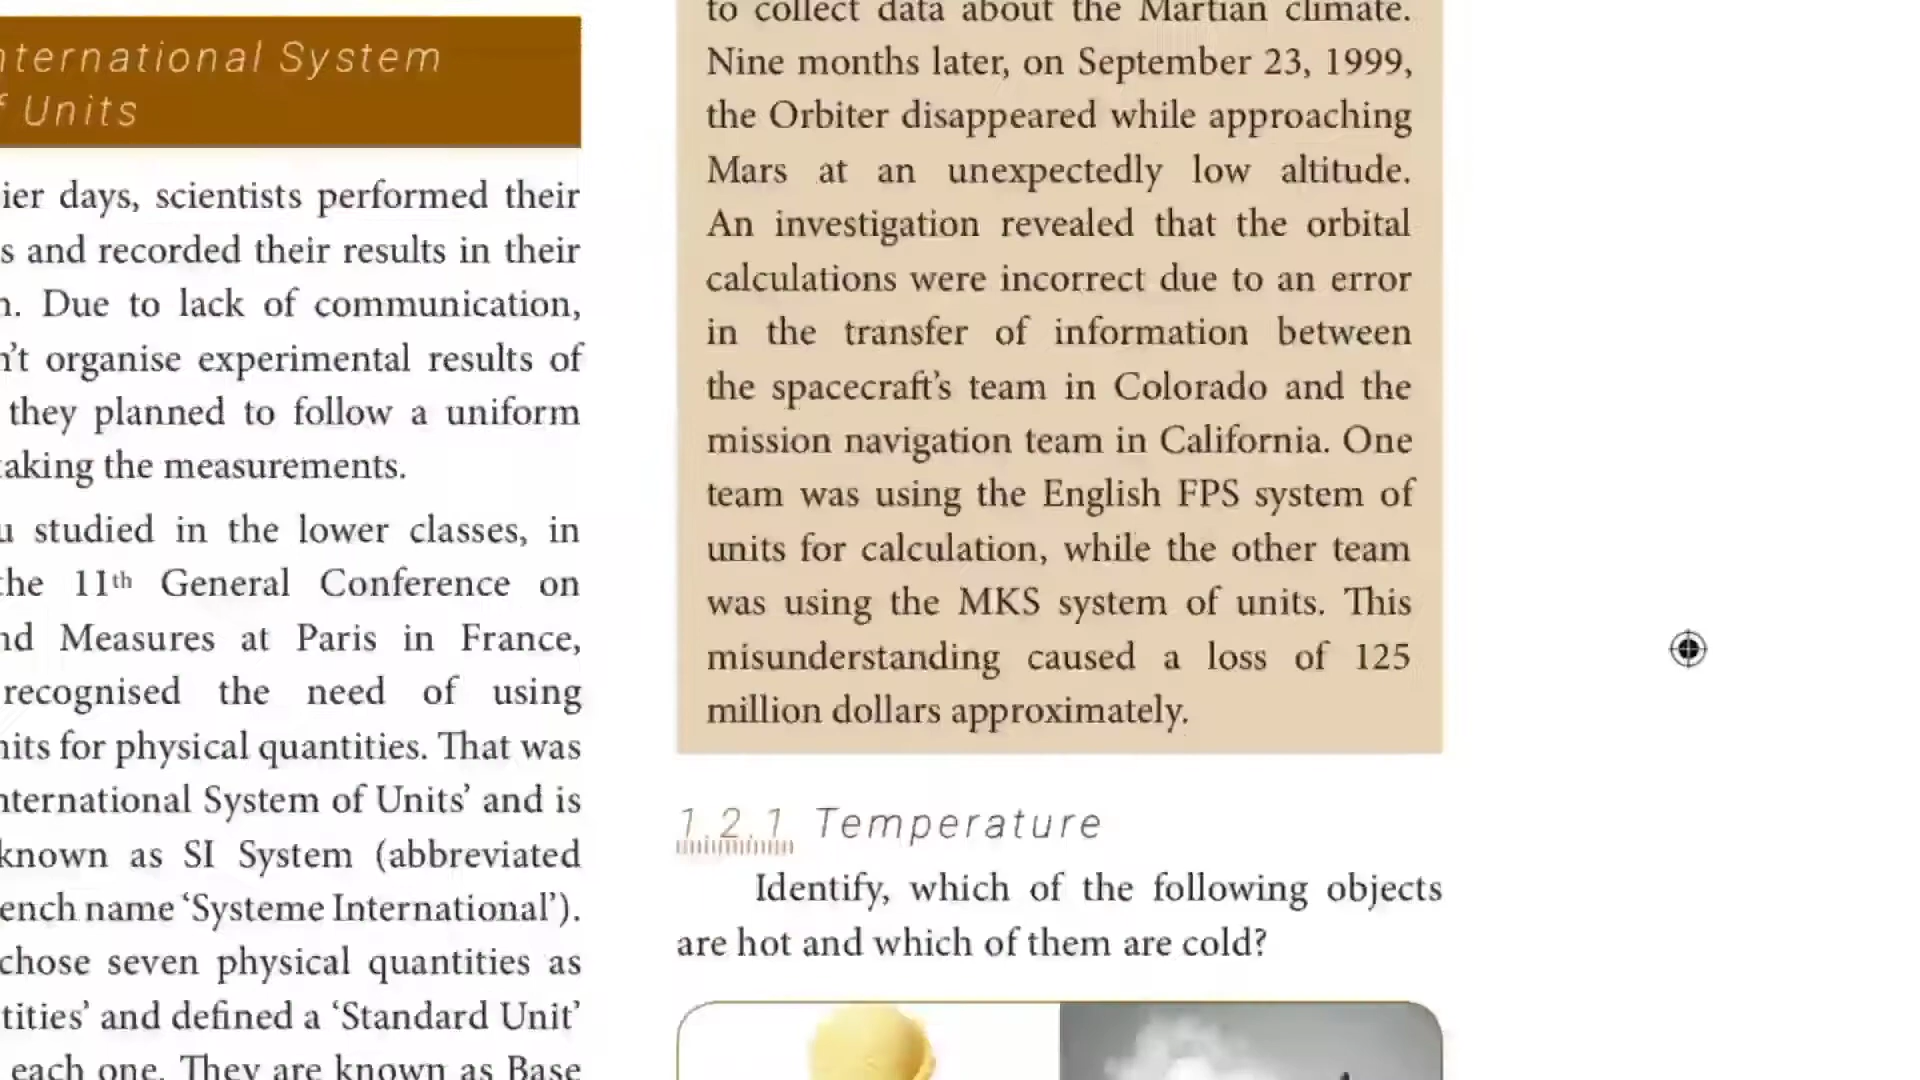 nternational System
f Units
ier days, scientists performed their
s and recorded their results in their
n. Due to lack of communication,
n't organise experimental results of
they planned to follow a uniform
taking the measurements.
u studied in the lower classes, in
the 11th General Conference on
nd Measures at Paris in France,
recognised the need of using
nits for physical quantities. That was
nternational System of Units' and is
known as SI System (abbreviated
ench name 'Systeme International').
chose seven physical quantities as
tities' and defined a 'Standard Unit'
each one. They are known as Base
to collect data about the Martian climate.
Nine months later, on September 23, 1999,
the Orbiter disappeared while approaching
Mars at an unexpectedly low altitude.
An investigation revealed that the orbital
calculations were incorrect due to an error
in the transfer of information between
the spacecraft's team in Colorado and the
mission navigation team in California. One
team was using the English FPS system of
units for calculation, while the other team
was using the MKS system of units. This
misunderstanding caused a loss of 125
million dollars approximately.
1.2.1 Temperature
Identify, which of the following objects
are hot and which of them are cold?